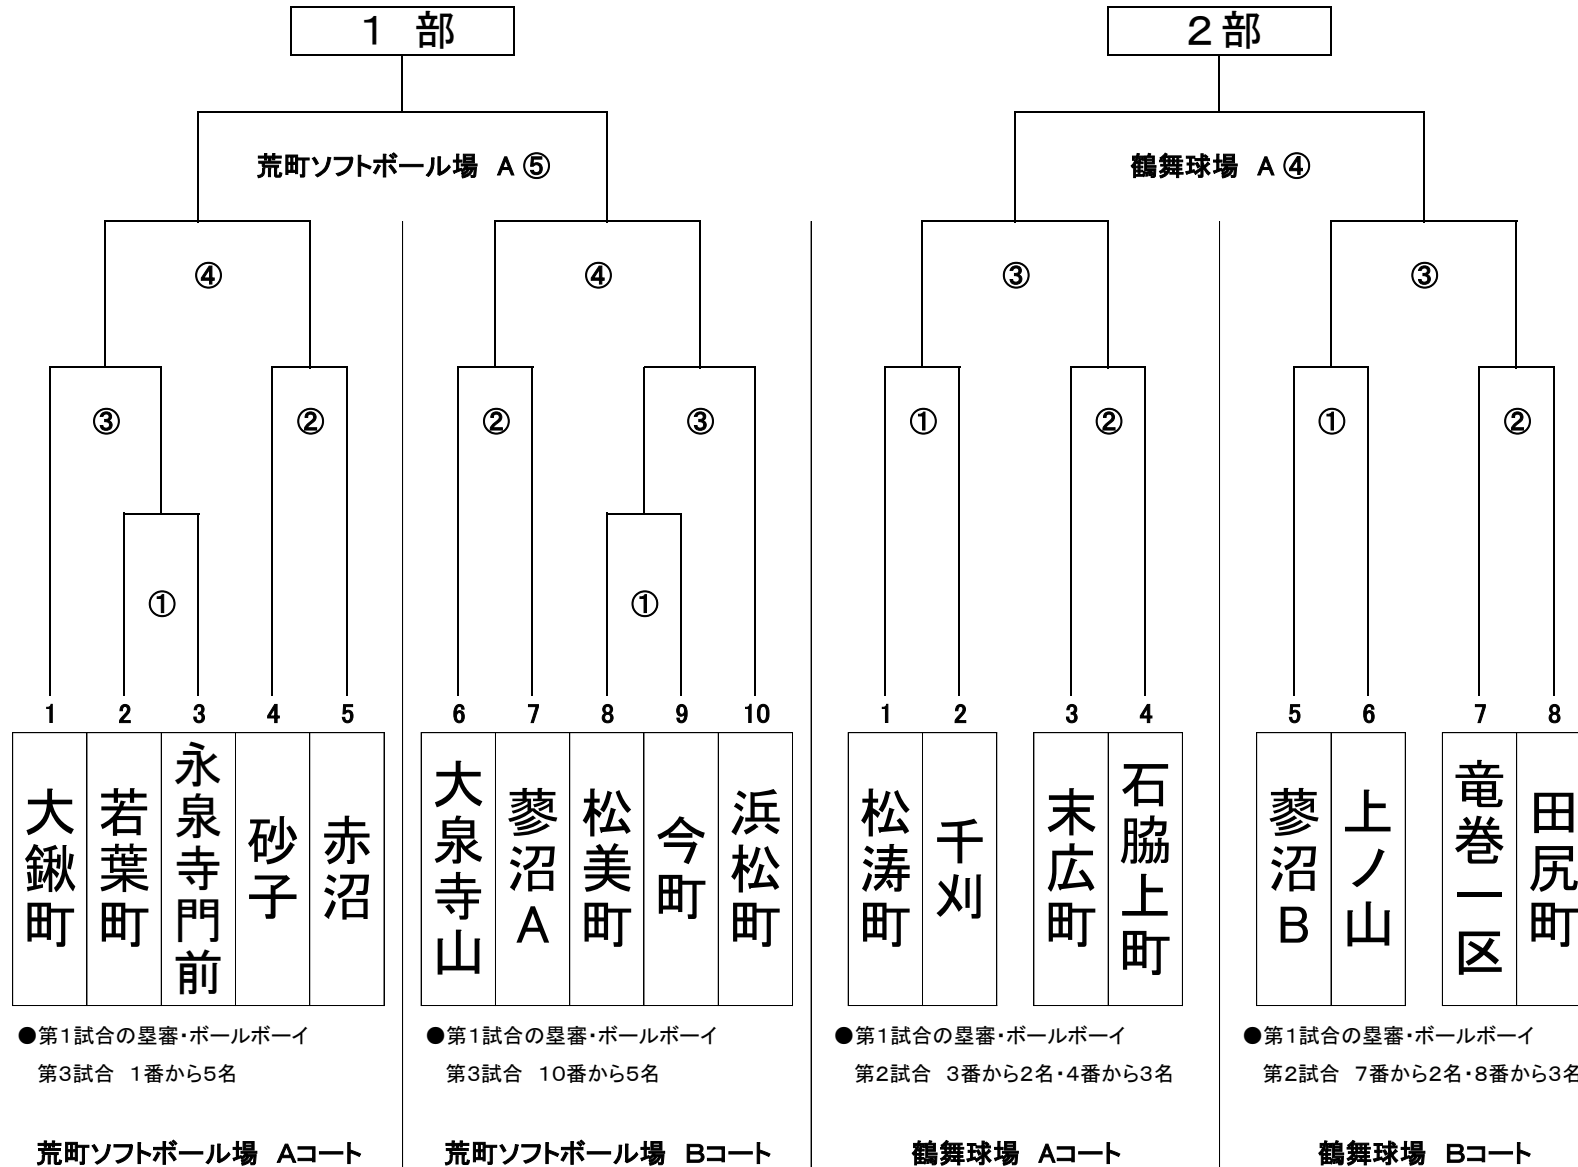 1 部
2部
荒町ソフトボール場 A⑤
鶴舞球場 A④
④
④
③
③
③
②
②
③
①
②
①
②
①
①
1 2 3 4 5 6 7 8 9 10
1 2 3 4 5 6 7 8
大鍬町
若葉町
永泉寺門前
砂子
赤沼
大泉寺山
蓼沼A
松美町
今町
浜松町
松涛町
千刈
末広町
石脇上町
蓼沼B
上ノ山
竜巻一区
田尻町
●第1試合の塁審・ボールボーイ
第3試合 1番から5名
●第1試合の塁審・ボールボーイ
第3試合 10番から5名
●第1試合の塁審・ボールボーイ
第2試合 3番から2名・4番から3名
●第1試合の塁審・ボールボーイ
第2試合 7番から2名・8番から3名
荒町ソフトボール場 Aコート
荒町ソフトボール場 Bコート
鶴舞球場 Aコート
鶴舞球場 Bコート